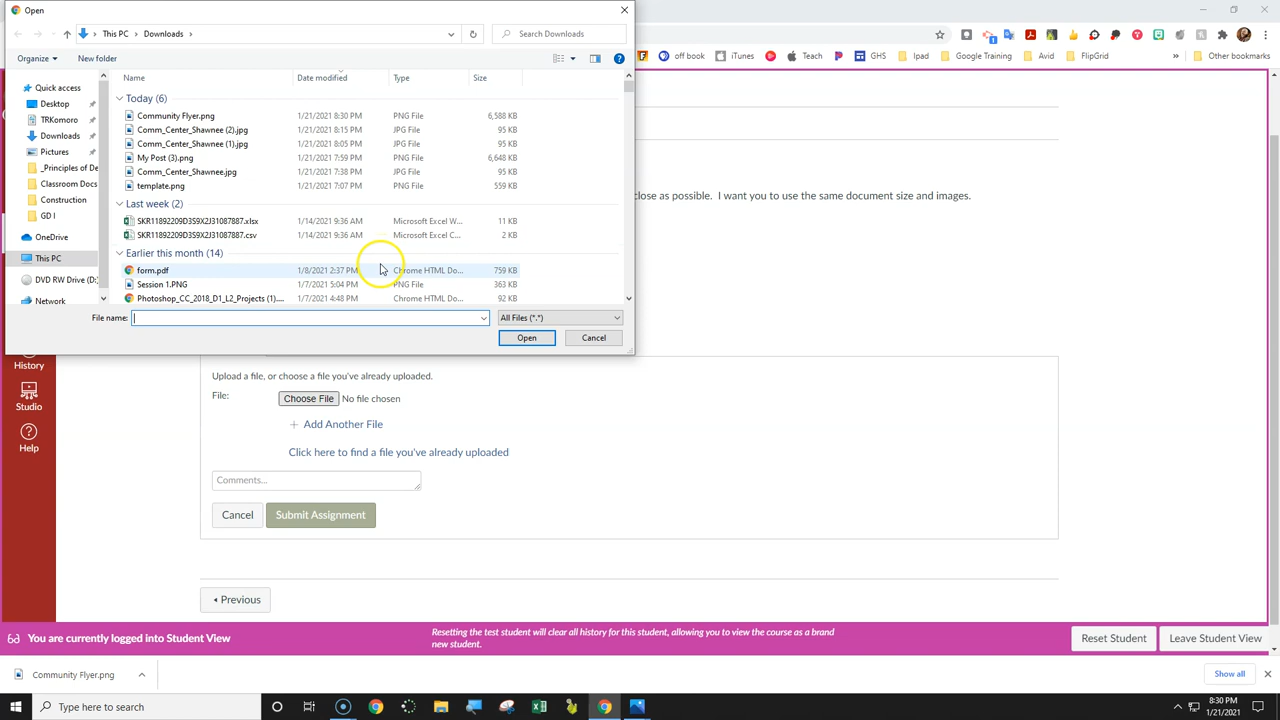 Open
This PC > Downloads >
Search Downloads
Organize
New folder
off book
iTunes
Teach
GHS
Ipad
Google Training
Avid
FlipGrid
»
Other bookmarks
Name
Date modified
Type
Size
Quick access
Desktop
TRKomoro
Downloads
Pictures
_Principles of De
Classroom Docs
Construction
GD I
OneDrive
This PC
DVD RW Drive (D:
Network
Today (6)
Community Flyer.png 1/21/2021 8:30 PM PNG File 6,588 KB
Comm_Center_Shawnee (2).jpg 1/21/2021 8:15 PM JPG File 95 KB
Comm_Center_Shawnee (1).jpg 1/21/2021 8:05 PM JPG File 95 KB
My Post (3).png 1/21/2021 7:59 PM PNG File 6,648 KB
Comm_Center_Shawnee.jpg 1/21/2021 7:38 PM JPG File 95 KB
template.png 1/21/2021 7:07 PM PNG File 559 KB
Last week (2)
SKR11892209D3S9X2J31087887.xlsx 1/14/2021 9:36 AM Microsoft Excel W... 11 KB
SKR11892209D3S9X2J31087887.csv 1/14/2021 9:36 AM Microsoft Excel C... 2 KB
Earlier this month (14)
form.pdf 1/8/2021 2:37 PM Chrome HTML Do... 759 KB
Session 1.PNG 1/7/2021 5:04 PM PNG File 363 KB
Photoshop_CC_2018_D1_L2_Projects (1).... 1/7/2021 4:48 PM Chrome HTML Do... 92 KB
File name:
All Files (*.*)
Open
Cancel
close as possible. I want you to use the same document size and images.
History
Studio
Help
Upload a file, or choose a file you've already uploaded.
File:
Choose File No file chosen
+ Add Another File
Click here to find a file you've already uploaded
Comments...
Cancel
Submit Assignment
Previous
You are currently logged into Student View
Resetting the test student will clear all history for this student, allowing you to view the course as a brand
new student.
Reset Student
Leave Student View
Community Flyer.png
Show all
Type here to search
8:30 PM
1/21/2021